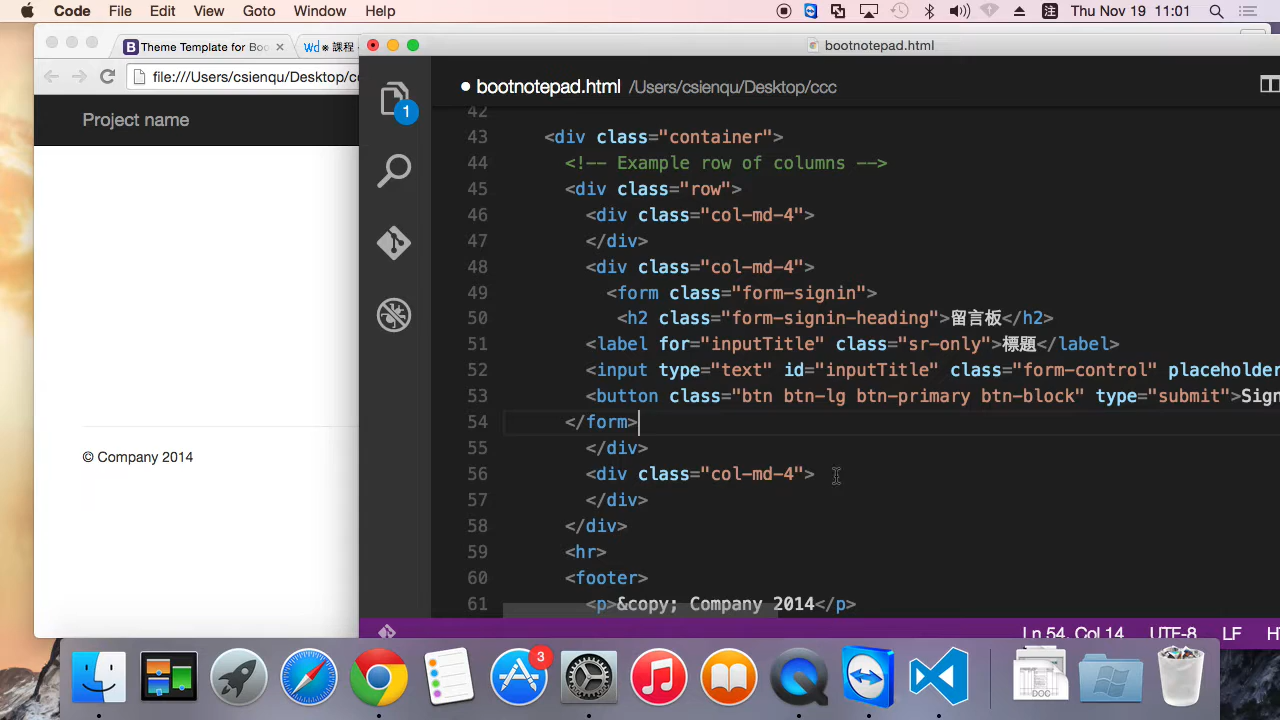 Code File Edit View Goto Window Help 注 Thu Nov 19 11:01
Theme Template for Boo
Wd ※ 課程
file:///Users/csienqu/Desktop/cc
Project name
© Company 2014
bootnotepad.html
bootnotepad.html /Users/csienqu/Desktop/ccc
1
42
43 <div class="container">
44 <!-- Example row of columns -->
45 <div class="row">
46 <div class="col-md-4">
47 </div>
48 <div class="col-md-4">
49 <form class="form-signin">
50 <h2 class="form-signin-heading">留言板</h2>
51 <label for="inputTitle" class="sr-only">標題</label>
52 <input type="text" id="inputTitle" class="form-control" placeholder
53 <button class="btn btn-lg btn-primary btn-block" type="submit">Sign
54 </form>
55 </div>
56 <div class="col-md-4">
57 </div>
58 </div>
59 <hr>
60 <footer>
61 <p>&copy; Company 2014</p>
Ln 54, Col 14 UTF-8 LF
3
DOC